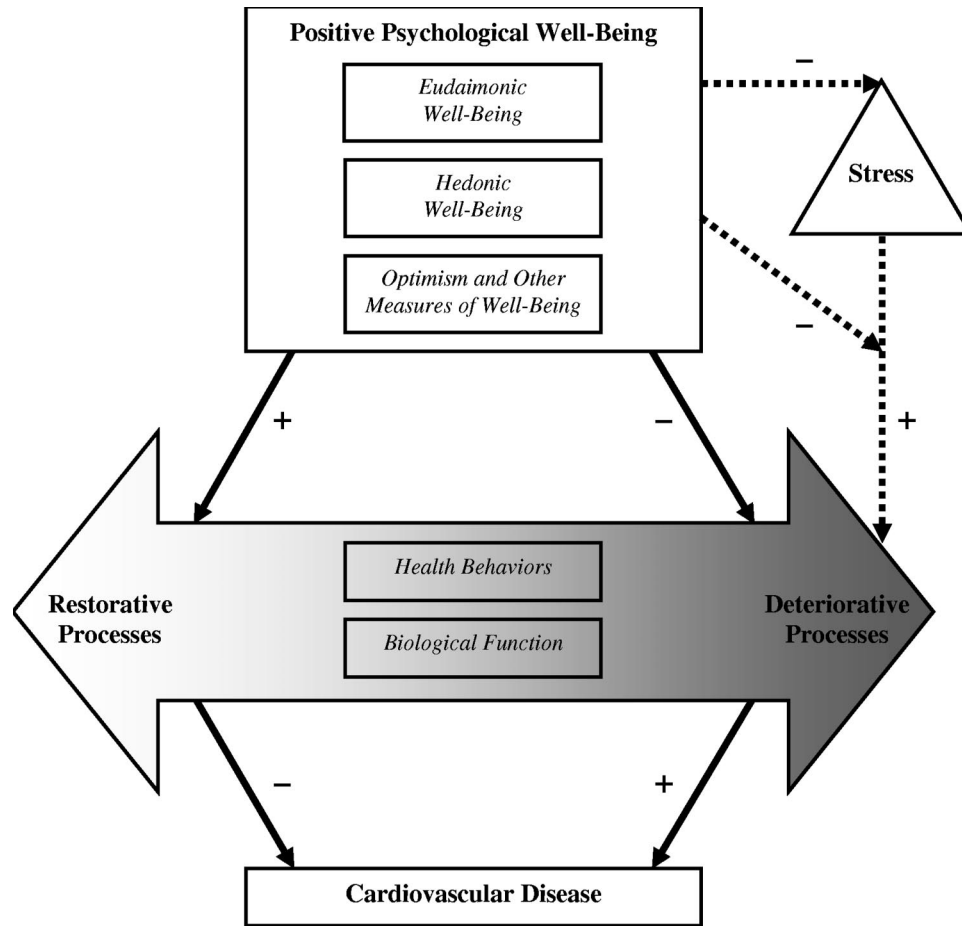 Positive Psychological Well-Being
–
Eudaimonic
Well-Being
Stress
Hedonic
Well-Being
Optimism and Other
Measures of Well-Being
–
+
–
+
Health Behaviors
Restorative
Processes
Deteriorative
Processes
Biological Function
–
+
Cardiovascular Disease